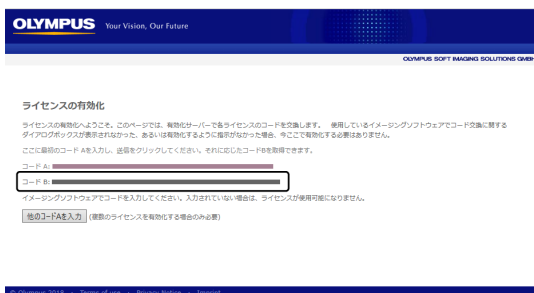 OLYMPUS Your Vision, Our Future
OLYMPUS SOFT IMAGING SOLUTIONS GMBH
ライセンスの有効化
ライセンスの有効化へようこそ。このページでは、有効化サーバーで各ライセンスのコードを交換します。 使用しているイメージングソフトウェアでコード交換に関する
ダイアログボックスが表示されなかった、あるいは有効化するように指示がなかった場合、今ここで有効化する必要はありません。
ここに最初のコード Aを入力し、送信をクリックしてください。それに応じたコードBを取得できます。
コード A:
コード B:
イメージングソフトウェアでコードを入力してください。入力されていない場合は、ライセンスが使用可能になりません。
他のコードAを入力 (複数のライセンスを有効化する場合のみ必要)
© Olympus 2018 - Terms of use - Privacy Notice - Imprint